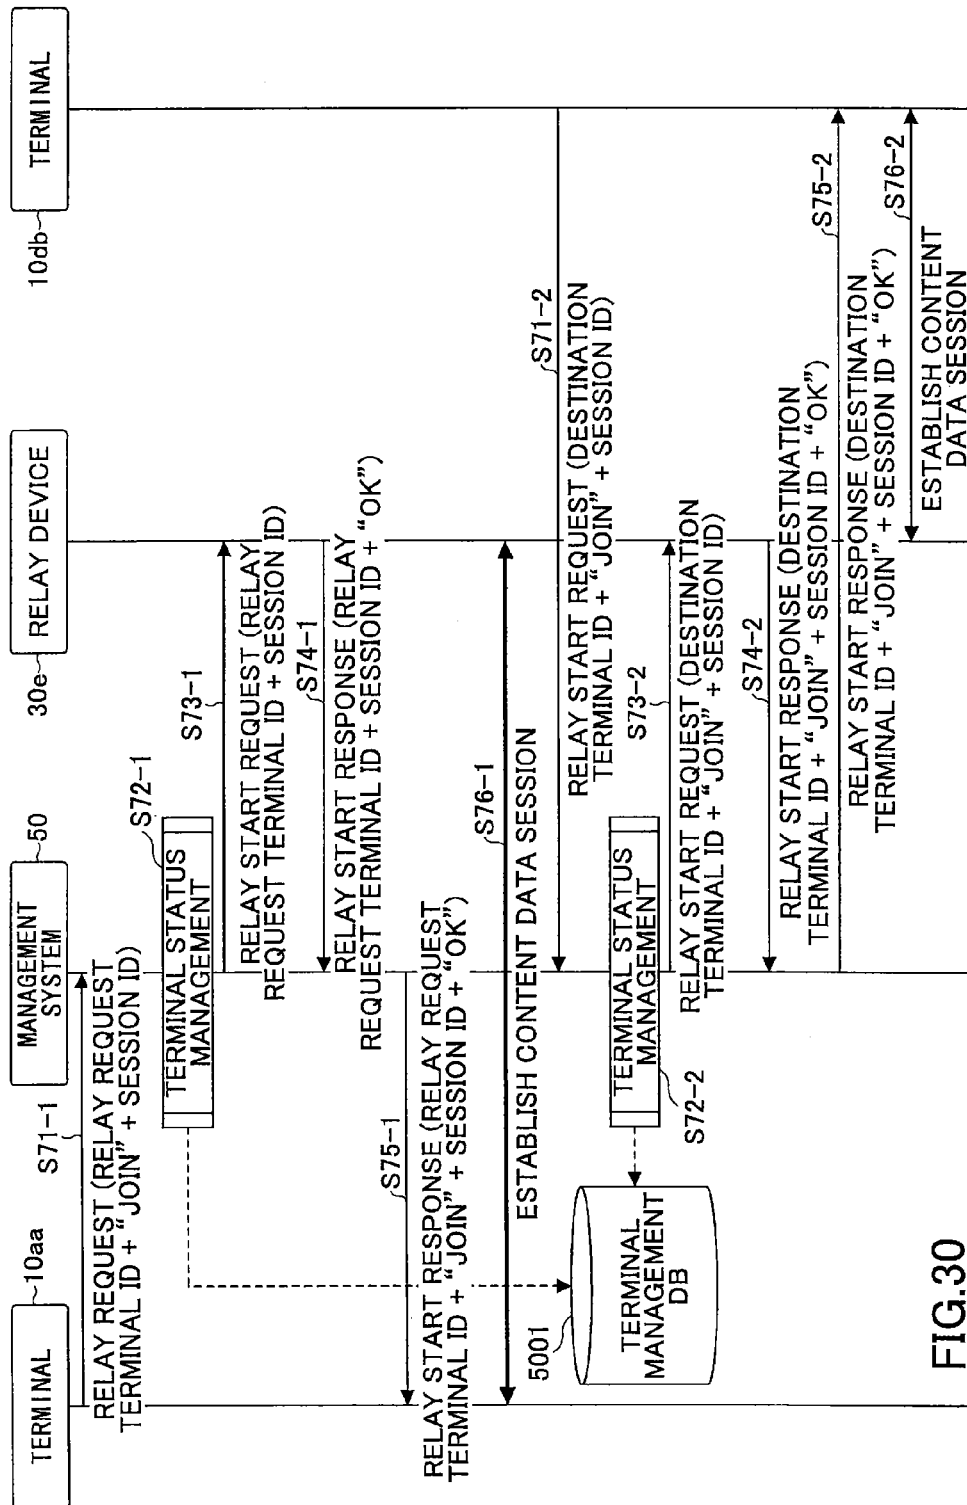 TERMINAL
10aa
MANAGEMENT
SYSTEM
50
RELAY DEVICE
30e
TERMINAL
10db
S71-1
RELAY REQUEST (RELAY REQUEST
TERMINAL ID + “JOIN” + SESSION ID)
S72-1
TERMINAL STATUS
MANAGEMENT
S73-1
RELAY START REQUEST (RELAY
REQUEST TERMINAL ID + SESSION ID)
S74-1
RELAY START RESPONSE (RELAY
REQUEST TERMINAL ID + SESSION ID + “OK”)
S75-1
RELAY START RESPONSE (RELAY REQUEST
TERMINAL ID + “JOIN” + SESSION ID + “OK”)
S76-1
ESTABLISH CONTENT DATA SESSION
S71-2
RELAY START REQUEST (DESTINATION
TERMINAL ID + “JOIN” + SESSION ID)
5001
TERMINAL
MANAGEMENT
DB
TERMINAL STATUS
MANAGEMENT
S72-2
S73-2
RELAY START REQUEST (DESTINATION
TERMINAL ID + “JOIN” + SESSION ID)
S74-2
RELAY START RESPONSE (DESTINATION
TERMINAL ID + “JOIN” + SESSION ID + “OK”)
S75-2
RELAY START RESPONSE (DESTINATION
TERMINAL ID + “JOIN” + SESSION ID + “OK”)
S76-2
ESTABLISH CONTENT
DATA SESSION
FIG.30